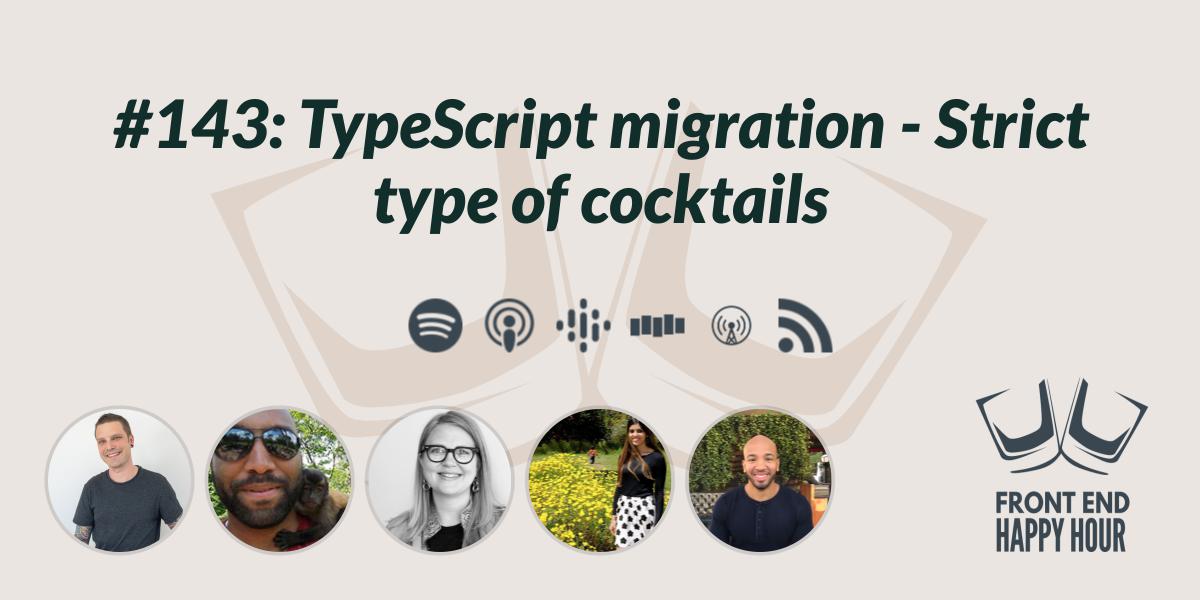 #143: TypeScript migration - Strict
type of cocktails
FRONT END
HAPPY HOUR